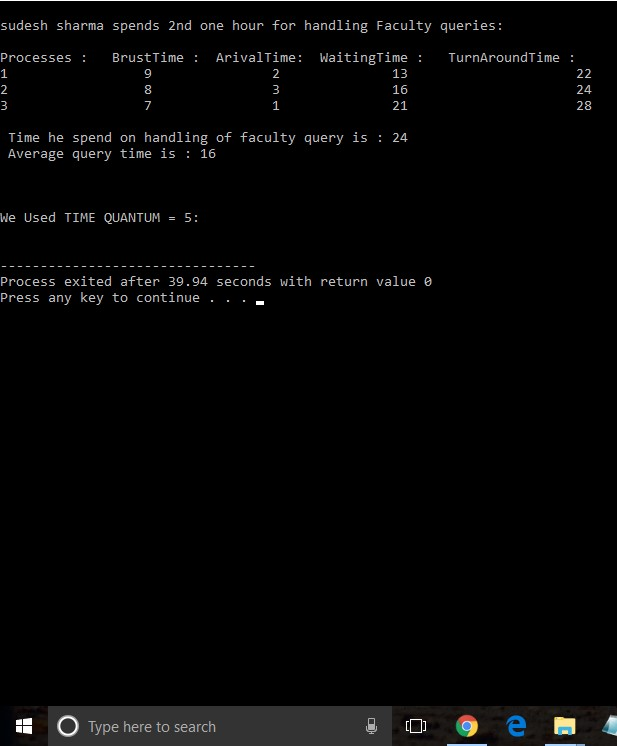 sudesh sharma spends 2nd one hour for handling Faculty queries:
Processes : BrustTime : ArivalTime: WaitingTime : TurnAroundTime :
1 9 2 13 22
2 8 3 16 24
3 7 1 21 28
Time he spend on handling of faculty query is : 24
Average query time is : 16
We Used TIME QUANTUM = 5:
--------------------------------
Process exited after 39.94 seconds with return value 0
Press any key to continue . . .
Type here to search